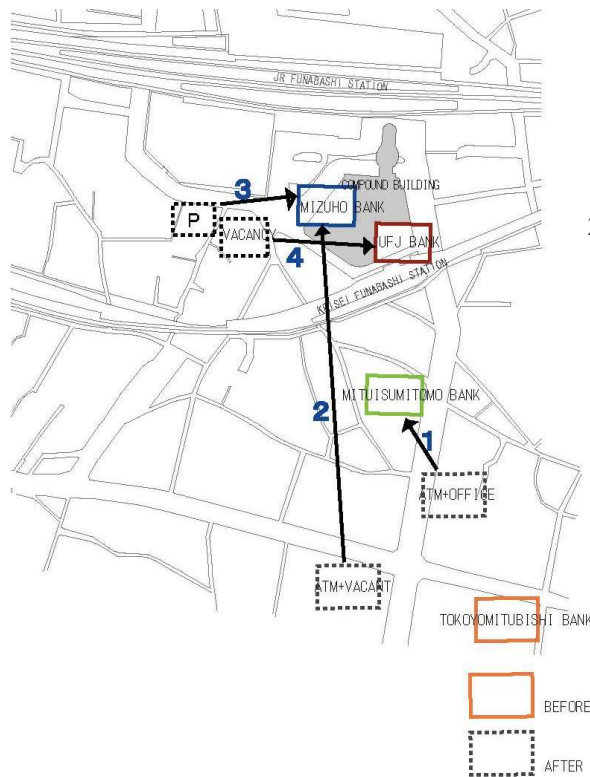 JR FUNABASHI STATION
3
COMPOUND BUILDING
MIZUHO BANK
P
VACANCY
UFJ BANK
4
KEISEI FUNABASHI STATION
2
MITUISUMITOMO BANK
1
ATM+OFFICE
ATM+VACANT
TOKOYOMITUBISHI BANK
BEFORE
AFTER